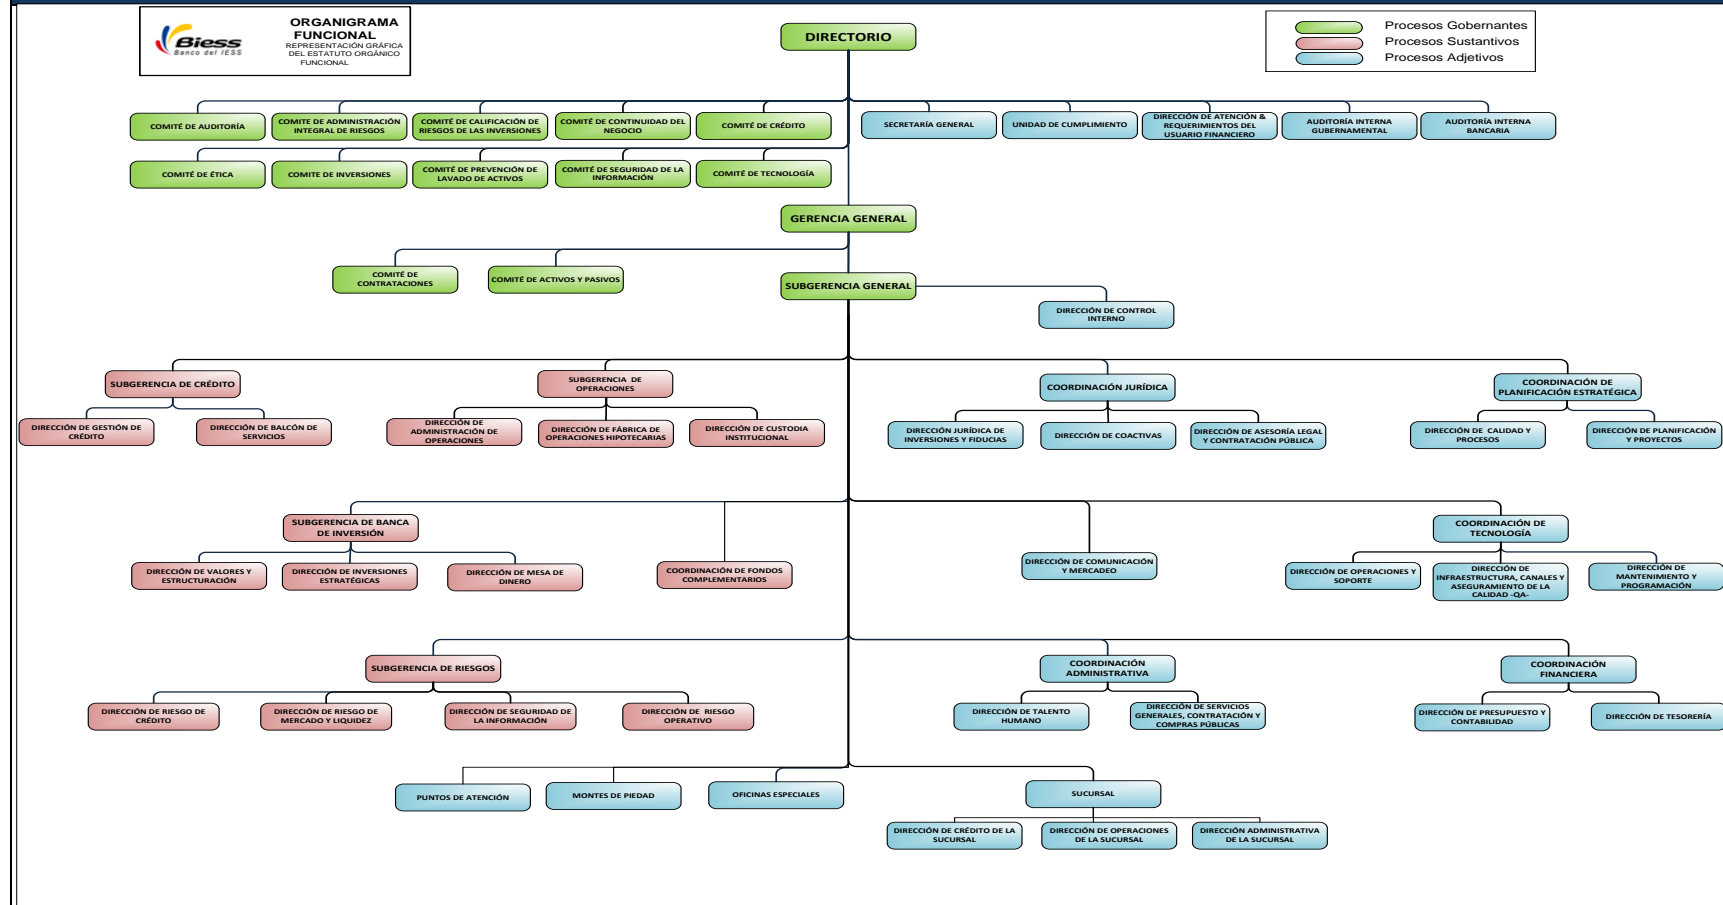 Biess
Banco del IESS
ORGANIGRAMA
FUNCIONAL
REPRESENTACIÓN GRÁFICA
DEL ESTATUTO ORGÁNICO
FUNCIONAL
DIRECTORIO
Procesos Gobernantes
Procesos Sustantivos
Procesos Adjetivos
COMITÉ DE AUDITORÍA
COMITE DE ADMINISTRACIÓN
INTEGRAL DE RIESGOS
COMITÉ DE CALIFICACIÓN DE
RIESGOS DE LAS INVERSIONES
COMITÉ DE CONTINUIDAD DEL
NEGOCIO
COMITÉ DE CRÉDITO
SECRETARÍA GENERAL
UNIDAD DE CUMPLIMIENTO
DIRECCIÓN DE ATENCIÓN &
REQUERIMIENTOS DEL
USUARIO FINANCIERO
AUDITORÍA INTERNA
GUBERNAMENTAL
AUDITORÍA INTERNA
BANCARIA
COMITÉ DE ÉTICA
COMITE DE INVERSIONES
COMITÉ DE PREVENCIÓN DE
LAVADO DE ACTIVOS
COMITÉ DE SEGURIDAD DE LA
INFORMACIÓN
COMITÉ DE TECNOLOGÍA
GERENCIA GENERAL
COMITÉ DE
CONTRATACIONES
COMITÉ DE ACTIVOS Y PASIVOS
SUBGERENCIA GENERAL
DIRECCIÓN DE CONTROL
INTERNO
SUBGERENCIA DE CRÉDITO
SUBGERENCIA DE
OPERACIONES
COORDINACIÓN JURÍDICA
COORDINACIÓN DE
PLANIFICACIÓN ESTRATÉGICA
DIRECCIÓN DE GESTIÓN DE
CRÉDITO
DIRECCIÓN DE BALCÓN DE
SERVICIOS
DIRECCIÓN DE
ADMINISTRACIÓN DE
OPERACIONES
DIRECCIÓN DE FÁBRICA DE
OPERACIONES HIPOTECARIAS
DIRECCIÓN DE CUSTODIA
INSTITUCIONAL
DIRECCIÓN JURÍDICA DE
INVERSIONES Y FIDUCIAS
DIRECCIÓN DE COACTIVAS
DIRECCIÓN DE ASESORÍA LEGAL
Y CONTRATACIÓN PÚBLICA
DIRECCIÓN DE CALIDAD Y
PROCESOS
DIRECCIÓN DE PLANIFICACIÓN
Y PROYECTOS
SUBGERENCIA DE BANCA
DE INVERSIÓN
COORDINACIÓN DE
TECNOLOGÍA
DIRECCIÓN DE VALORES Y
ESTRUCTURACIÓN
DIRECCIÓN DE INVERSIONES
ESTRATÉGICAS
DIRECCIÓN DE MESA DE
DINERO
COORDINACIÓN DE FONDOS
COMPLEMENTARIOS
DIRECCIÓN DE COMUNICACIÓN
Y MERCADEO
DIRECCIÓN DE OPERACIONES Y
SOPORTE
DIRECCIÓN DE
INFRAESTRUCTURA, CANALES Y
ASEGURAMIENTO DE LA
CALIDAD -QA-
DIRECCIÓN DE
MANTENIMIENTO Y
PROGRAMACIÓN
SUBGERENCIA DE RIESGOS
COORDINACIÓN
ADMINISTRATIVA
COORDINACIÓN
FINANCIERA
DIRECCIÓN DE RIESGO DE
CRÉDITO
DIRECCIÓN DE RIESGO DE
MERCADO Y LIQUIDEZ
DIRECCIÓN DE SEGURIDAD DE
LA INFORMACIÓN
DIRECCIÓN DE RIESGO
OPERATIVO
DIRECCIÓN DE TALENTO
HUMANO
DIRECCIÓN DE SERVICIOS
GENERALES, CONTRATACIÓN Y
COMPRAS PÚBLICAS
DIRECCIÓN DE PRESUPUESTO Y
CONTABILIDAD
DIRECCIÓN DE TESORERÍA
PUNTOS DE ATENCIÓN
MONTES DE PIEDAD
OFICINAS ESPECIALES
SUCURSAL
DIRECCIÓN DE CRÉDITO DE LA
SUCURSAL
DIRECCIÓN DE OPERACIONES
DE LA SUCURSAL
DIRECCIÓN ADMINISTRATIVA
DE LA SUCURSAL